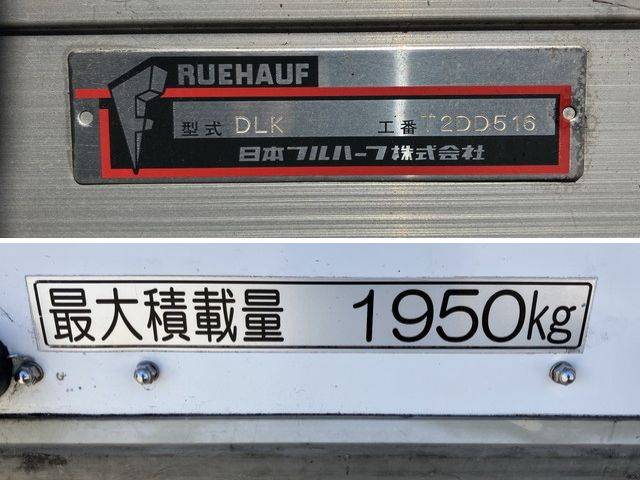 RUEHAUF
型式 DLK 工番 T2DD516
日本フルハーフ株式会社
最大積載量 1950kg